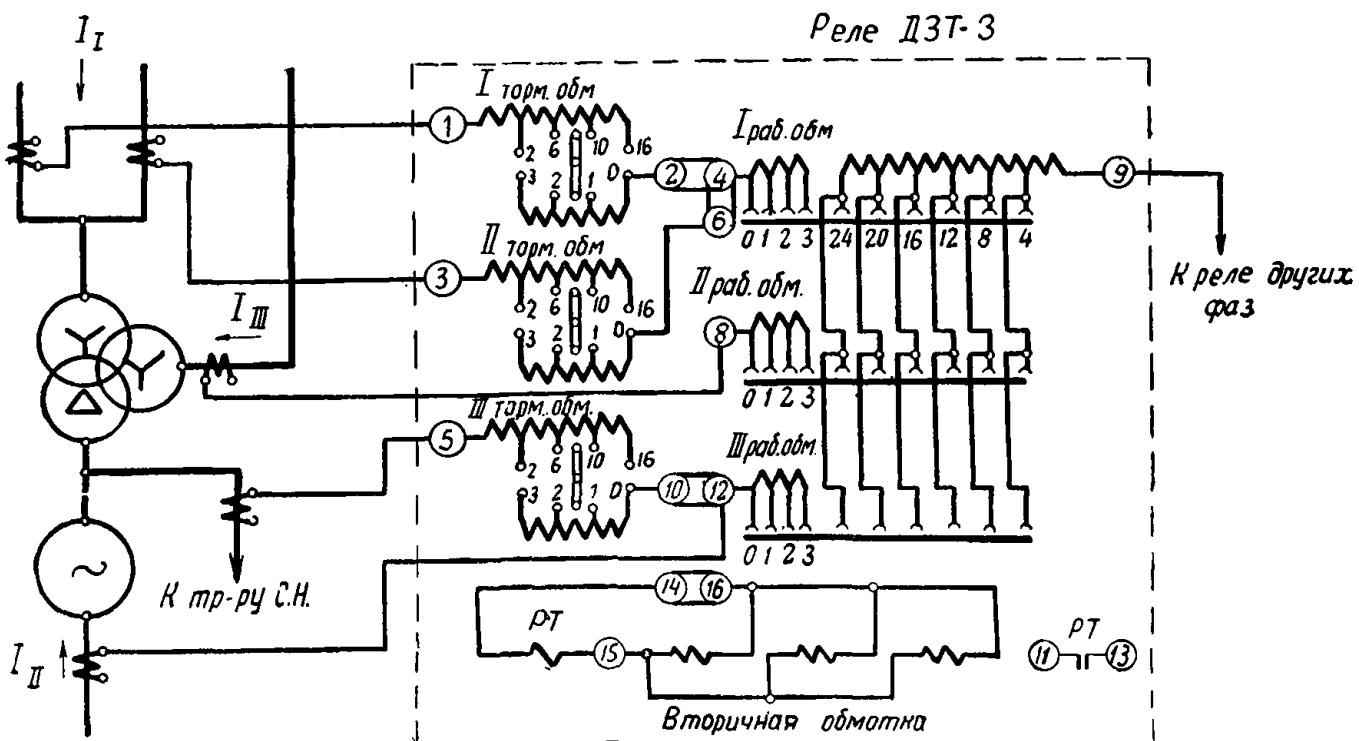 Реле ДЗТ-3
I I
I торм. обм
1
2 6 10 16
3 2 1 0
2 4
6
I раб. обм
0 1 2 3 24 20 16 12 8 4
9
К реле других
фаз
II торм. обм
3
2 6 10 16
3 2 1 0
I III
II раб. обм.
8
0 1 2 3
III торм. обм.
5
2 6 10 16
3 2 1 0
10 12
III раб. обм.
0 1 2 3
~
К тр-ру С.Н.
I II
14 16
РТ
15
РТ
11 13
Вторичная обмотка